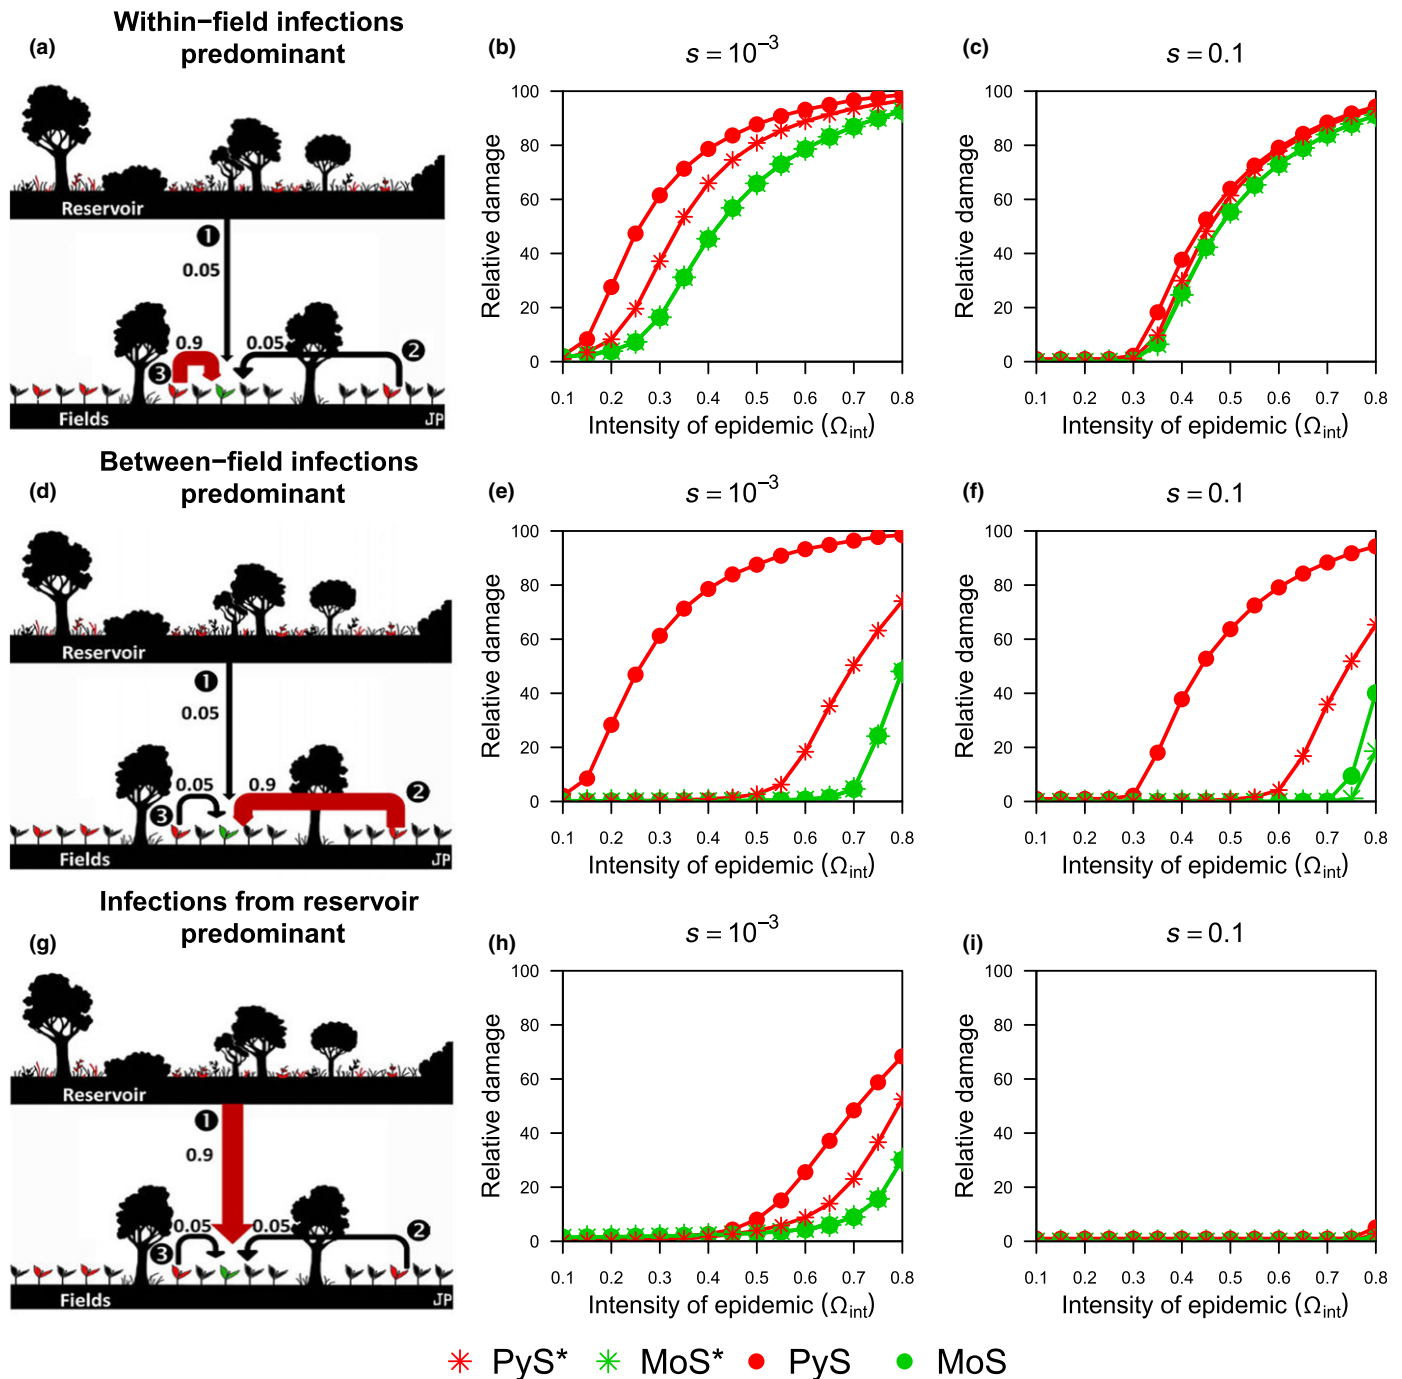 Within−field infections
predominant
(a)
Reservoir
❶
0.05
0.9
0.05
❷
❸
Fields
JP
(b)
s = 10⁻³
Relative damage
100
80
60
40
20
0
0.1 0.2 0.3 0.4 0.5 0.6 0.7 0.8
Intensity of epidemic (Ωint)
(c)
s = 0.1
Relative damage
100
80
60
40
20
0
0.1 0.2 0.3 0.4 0.5 0.6 0.7 0.8
Intensity of epidemic (Ωint)
Between−field infections
predominant
(d)
Reservoir
❶
0.05
0.05
0.9
❷
❸
Fields
JP
(e)
s = 10⁻³
Relative damage
100
80
60
40
20
0
0.1 0.2 0.3 0.4 0.5 0.6 0.7 0.8
Intensity of epidemic (Ωint)
(f)
s = 0.1
Relative damage
100
80
60
40
20
0
0.1 0.2 0.3 0.4 0.5 0.6 0.7 0.8
Intensity of epidemic (Ωint)
Infections from reservoir
predominant
(g)
Reservoir
❶
0.9
0.05
0.05
❷
❸
Fields
JP
(h)
s = 10⁻³
Relative damage
100
80
60
40
20
0
0.1 0.2 0.3 0.4 0.5 0.6 0.7 0.8
Intensity of epidemic (Ωint)
(i)
s = 0.1
Relative damage
100
80
60
40
20
0
0.1 0.2 0.3 0.4 0.5 0.6 0.7 0.8
Intensity of epidemic (Ωint)
PyS* MoS* PyS MoS